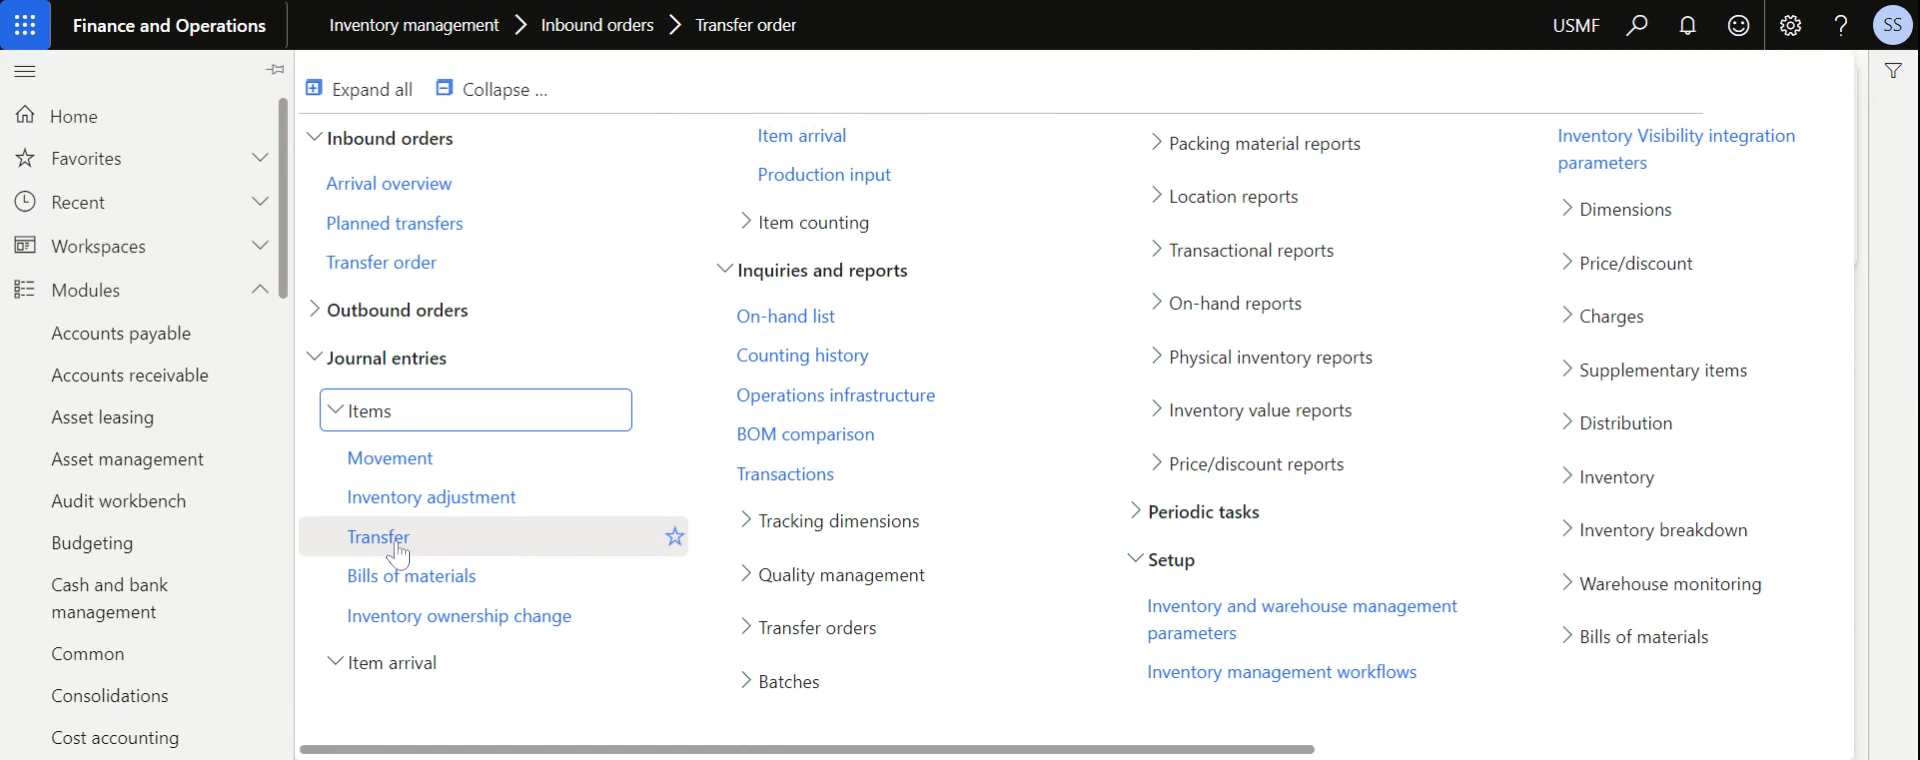 Finance and Operations
Inventory management
Inbound orders
Transfer order
USMF
?
SS
Home
Favorites
Recent
Workspaces
Modules
Accounts payable
Accounts receivable
Asset leasing
Asset management
Audit workbench
Budgeting
Cash and bank
management
Common
Consolidations
Cost accounting
Expand all
Collapse ...
Inbound orders
Arrival overview
Planned transfers
Transfer order
Outbound orders
Journal entries
Items
Movement
Inventory adjustment
Transfer
Bills of materials
Inventory ownership change
Item arrival
Item arrival
Production input
Item counting
Inquiries and reports
On-hand list
Counting history
Operations infrastructure
BOM comparison
Transactions
Tracking dimensions
Quality management
Transfer orders
Batches
Packing material reports
Location reports
Transactional reports
On-hand reports
Physical inventory reports
Inventory value reports
Price/discount reports
Periodic tasks
Setup
Inventory and warehouse management
parameters
Inventory management workflows
Inventory Visibility integration
parameters
Dimensions
Price/discount
Charges
Supplementary items
Distribution
Inventory
Inventory breakdown
Warehouse monitoring
Bills of materials